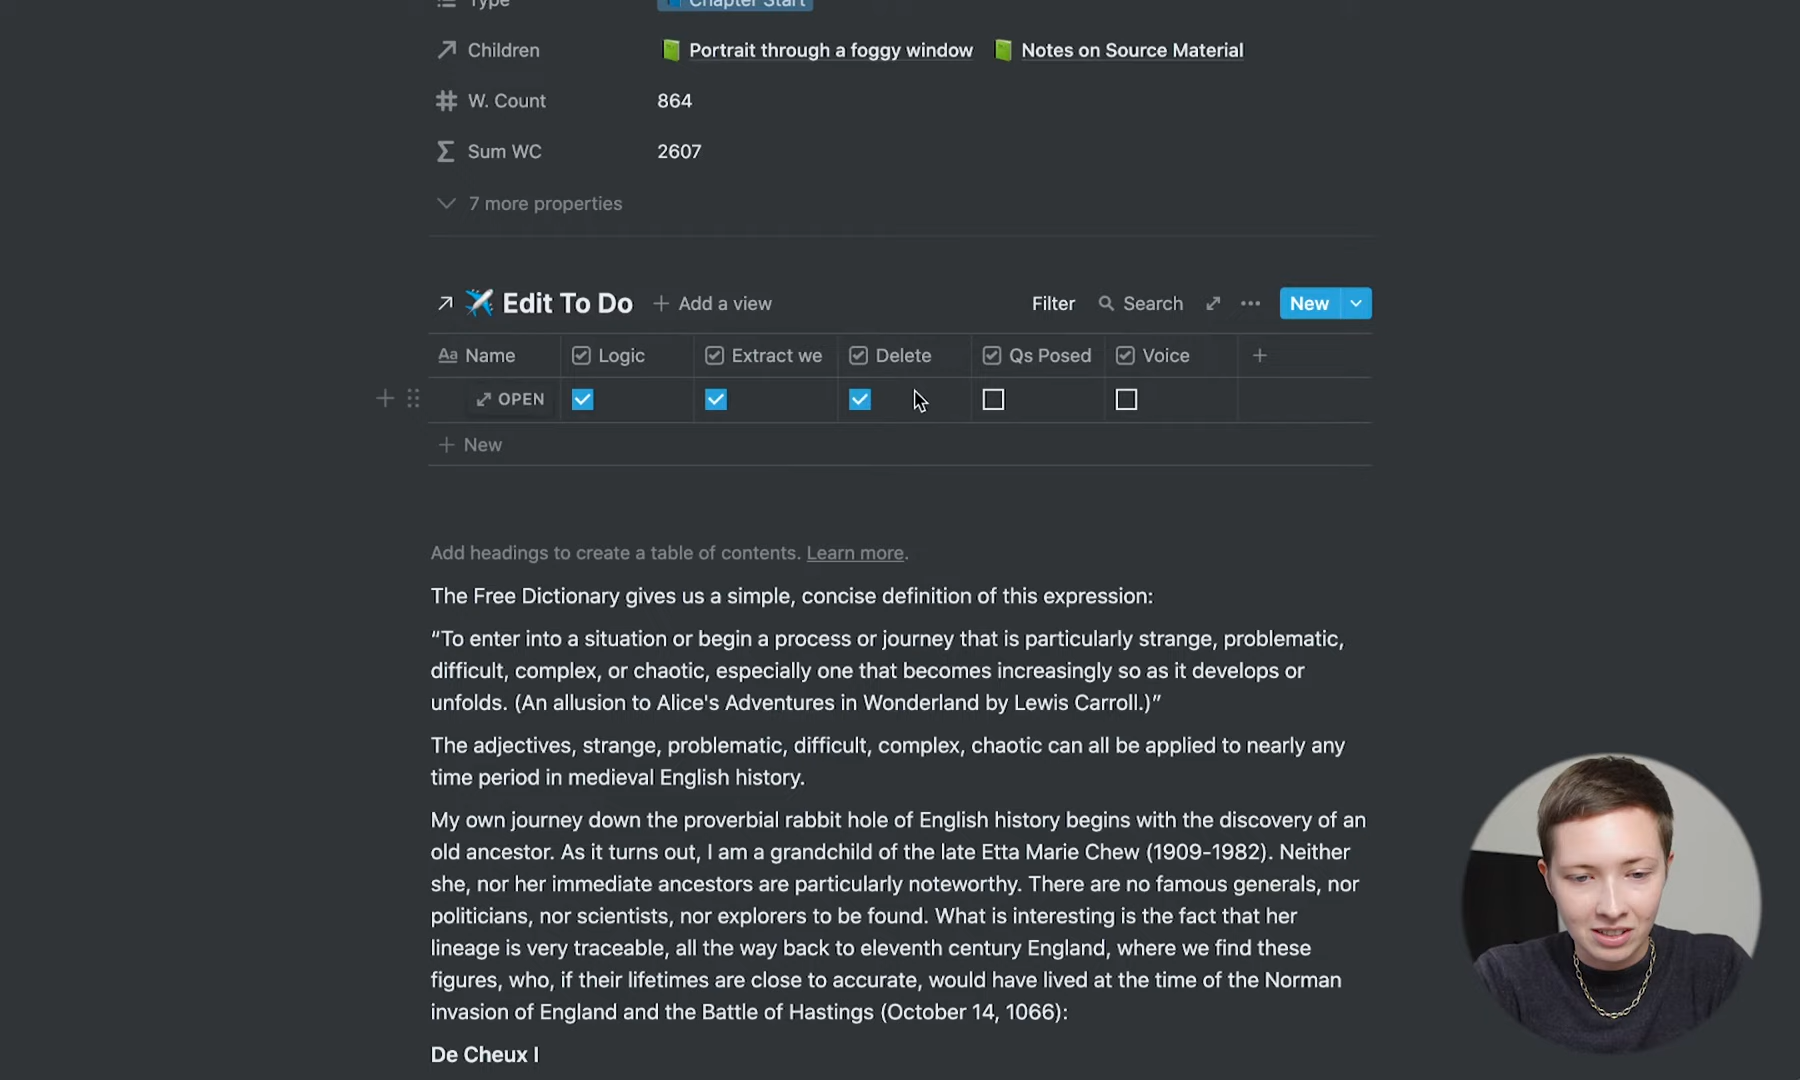 Type Chapter Start
Children Portrait through a foggy window Notes on Source Material
W. Count 864
Sum WC 2607
7 more properties
Edit To Do + Add a view Filter Search ••• New
Aa Name Logic Extract we Delete Qs Posed Voice +
OPEN
+ New
Add headings to create a table of contents. Learn more.
The Free Dictionary gives us a simple, concise definition of this expression:
“To enter into a situation or begin a process or journey that is particularly strange, problematic,
difficult, complex, or chaotic, especially one that becomes increasingly so as it develops or
unfolds. (An allusion to Alice's Adventures in Wonderland by Lewis Carroll.)”
The adjectives, strange, problematic, difficult, complex, chaotic can all be applied to nearly any
time period in medieval English history.
My own journey down the proverbial rabbit hole of English history begins with the discovery of an
old ancestor. As it turns out, I am a grandchild of the late Etta Marie Chew (1909-1982). Neither
she, nor her immediate ancestors are particularly noteworthy. There are no famous generals, nor
politicians, nor scientists, nor explorers to be found. What is interesting is the fact that her
lineage is very traceable, all the way back to eleventh century England, where we find these
figures, who, if their lifetimes are close to accurate, would have lived at the time of the Norman
invasion of England and the Battle of Hastings (October 14, 1066):
De Cheux I